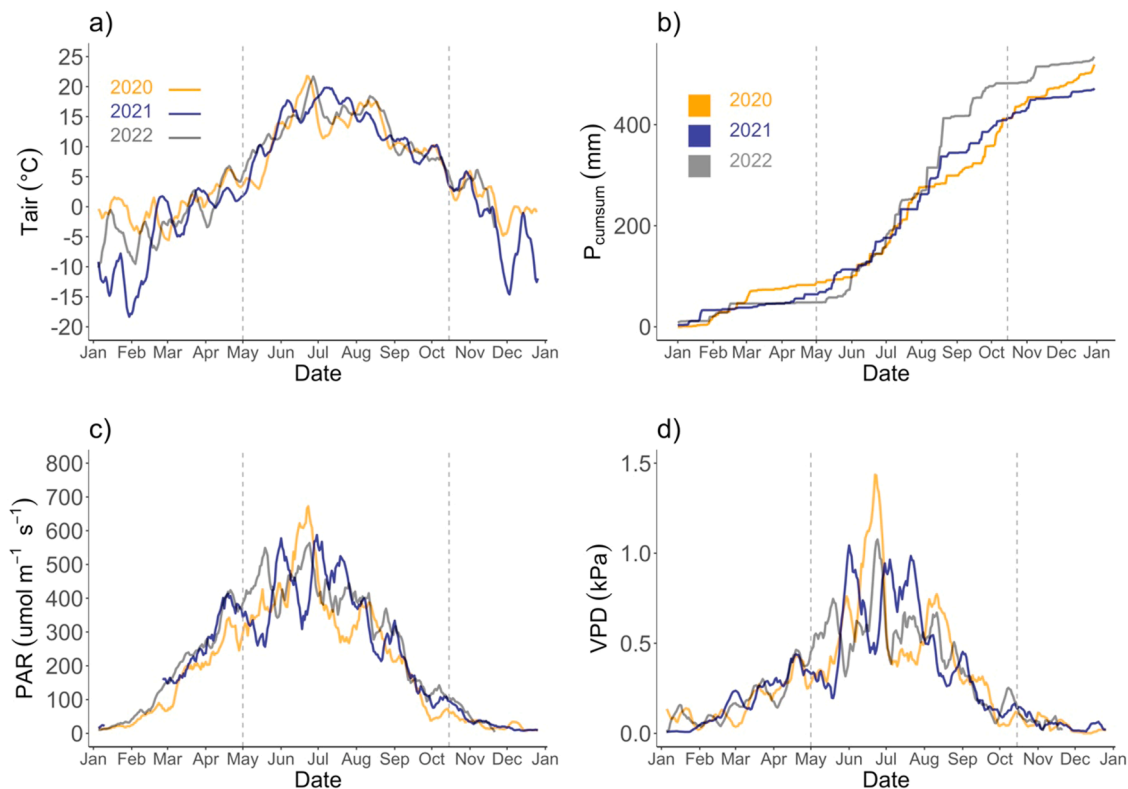 a)
25
20
15
10
5
0
-5
-10
-15
-20
Tair (°C)
2020
2021
2022
Jan Feb Mar Apr May Jun Jul Aug Sep Oct Nov Dec Jan
Date
b)
400
200
0
P cumsum (mm)
2020
2021
2022
Jan Feb Mar Apr May Jun Jul Aug Sep Oct Nov Dec Jan
Date
c)
800
700
600
500
400
300
200
100
0
PAR (umol m⁻¹ s⁻¹)
Jan Feb Mar Apr May Jun Jul Aug Sep Oct Nov Dec Jan
Date
d)
1.5
1.0
0.5
0.0
VPD (kPa)
Jan Feb Mar Apr May Jun Jul Aug Sep Oct Nov Dec Jan
Date